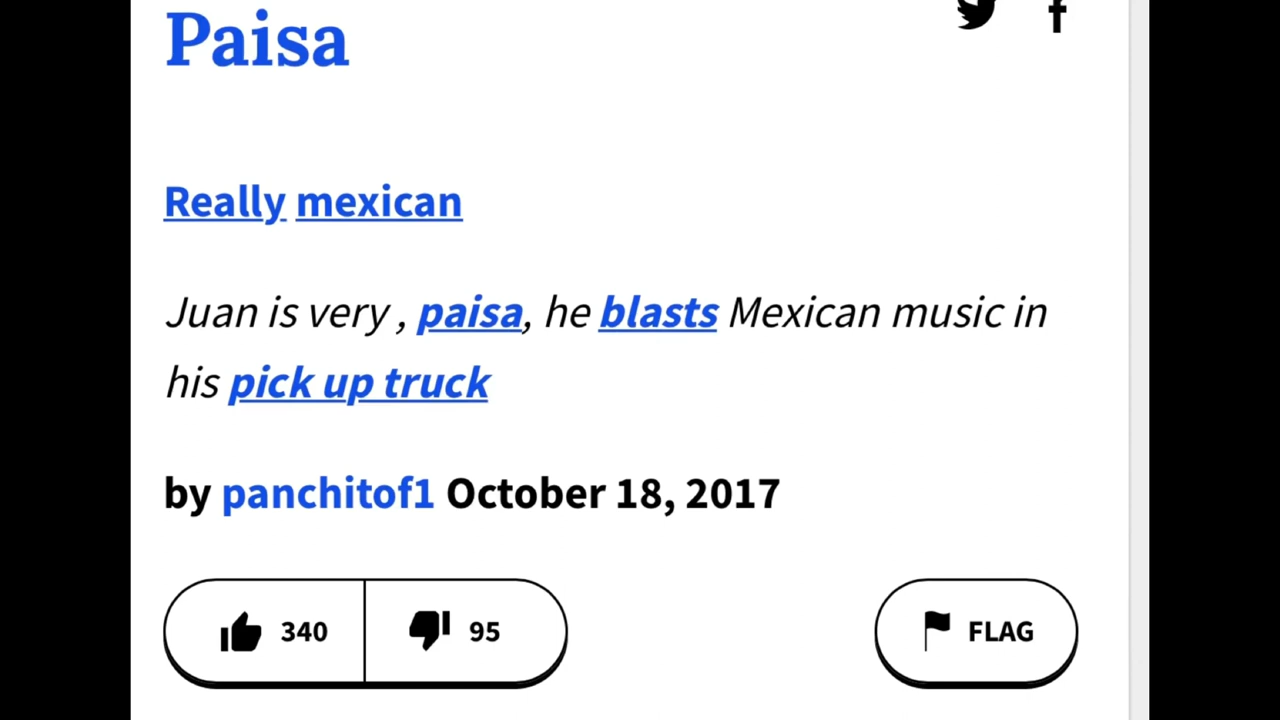 Paisa
Really mexican
Juan is very , paisa, he blasts Mexican music in
his pick up truck
by panchitof1 October 18, 2017
340
95
FLAG